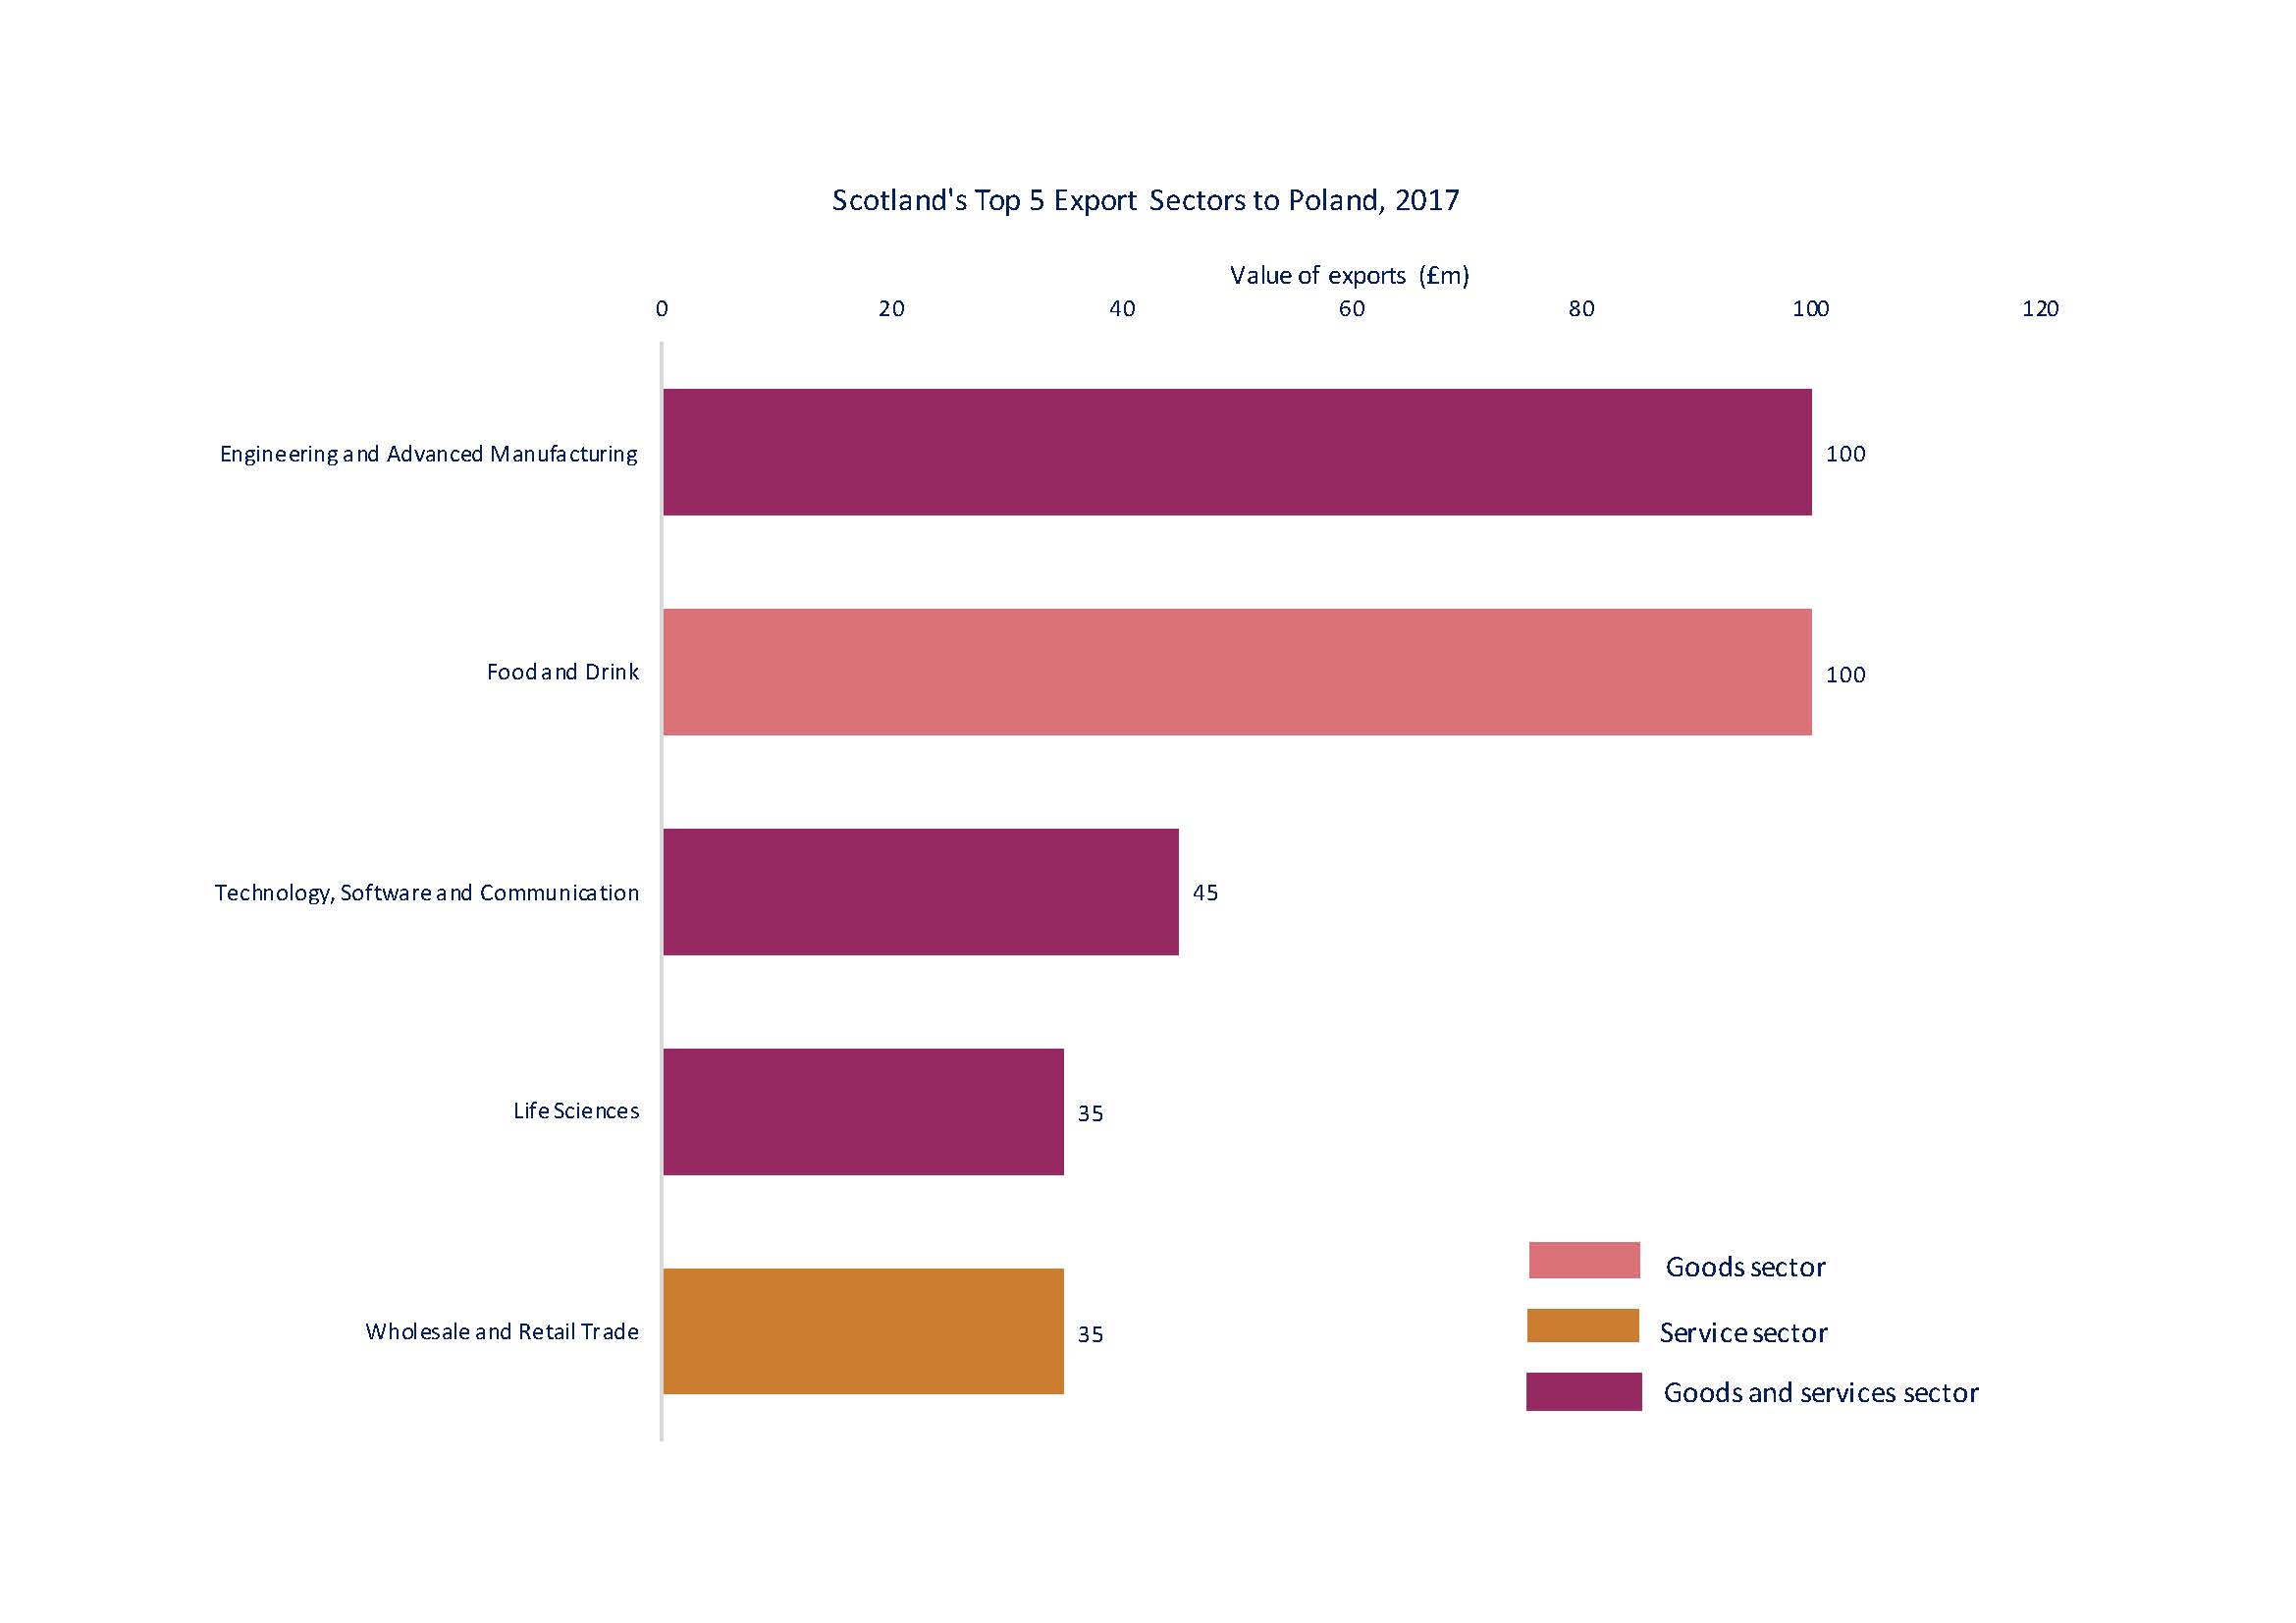 Scotland's Top 5 Export Sectors to Poland, 2017
Value of exports (£m)
0 20 40 60 80 100 120
Engineering and Advanced Manufacturing 100
Food and Drink 100
Technology, Software and Communication 45
Life Sciences 35
Wholesale and Retail Trade 35
Goods sector
Service sector
Goods and services sector